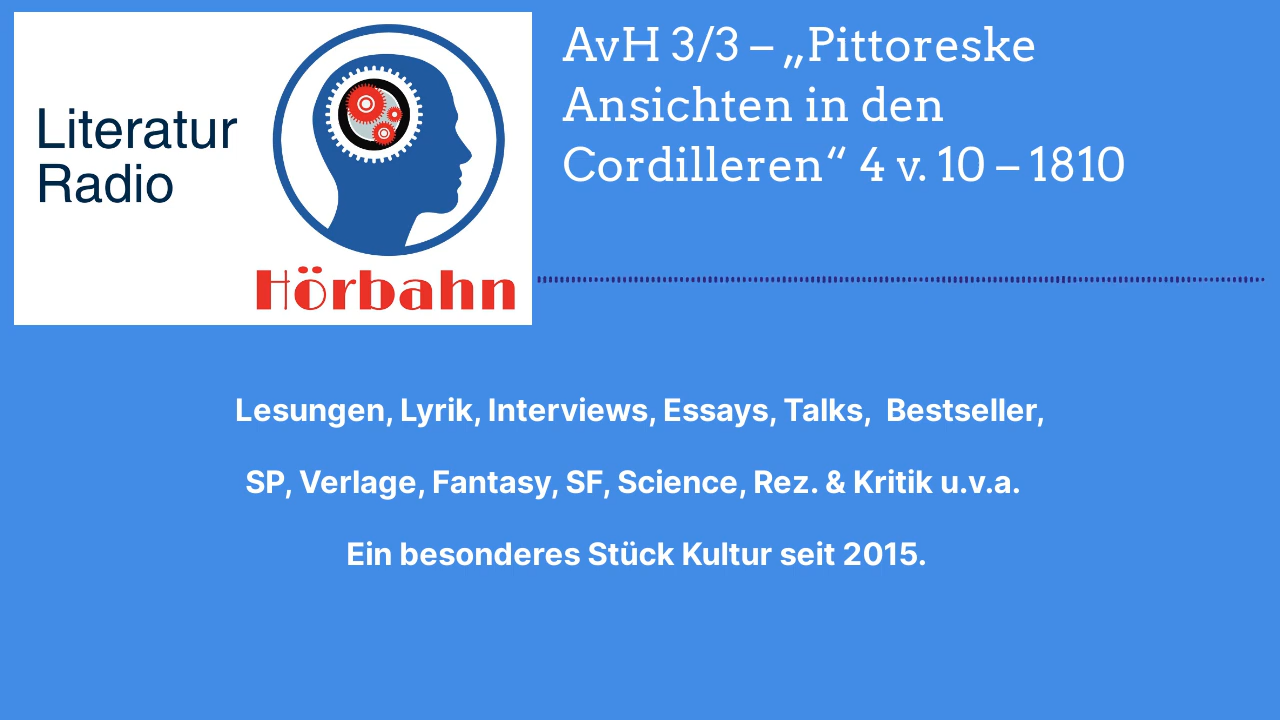 Literatur
Radio
Hörbahn
AvH 3/3 – „Pittoreske
Ansichten in den
Cordilleren“ 4 v. 10 – 1810
Lesungen, Lyrik, Interviews, Essays, Talks,  Bestseller,
SP, Verlage, Fantasy, SF, Science, Rez. & Kritik u.v.a.
Ein besonderes Stück Kultur seit 2015.